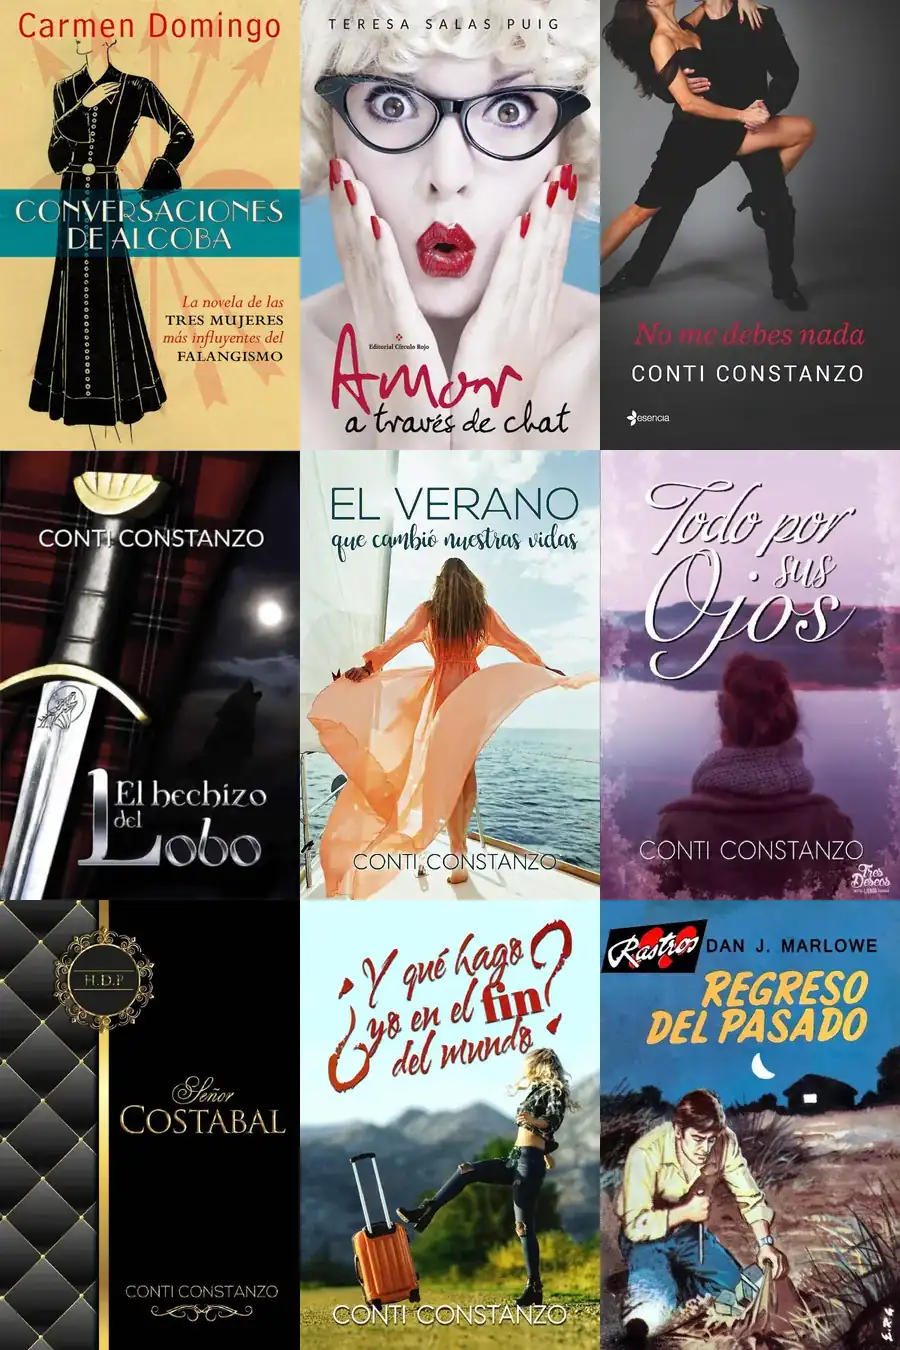 Carmen Domingo
CONVERSACIONES
DE ALCOBA
La novela de las
TRES MUJERES
más influyentes del
FALANGISMO
TERESA SALAS PUIG
Editorial Círculo Rojo
Amor
a través de chat
No me debes nada
CONTI CONSTANZO
esencia
CONTI CONSTANZO
El hechizo
del
Lobo
EL VERANO
que cambió nuestras vidas
CONTI CONSTANZO
Todo por
sus
Ojos
CONTI CONSTANZO
Tres
Deseos
H.D.P
Señor
COSTABAL
CONTI CONSTANZO
¿Y qué hago
yo en el fin
del mundo?
CONTI CONSTANZO
Rastros
DAN J. MARLOWE
REGRESO
DEL PASADO